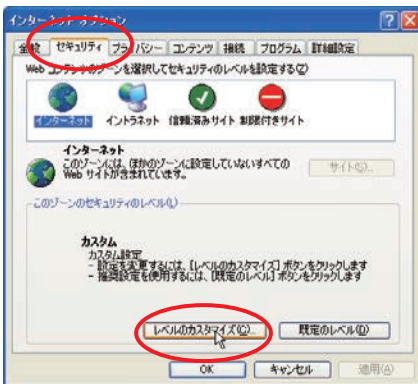 インターネット オプション
全般 セキュリティ プライバシー コンテンツ 接続 プログラム 詳細設定
Web コンテンツのゾーンを選択してセキュリティのレベルを設定する(Z)
インターネット イントラネット 信頼済みサイト 制限付きサイト
インターネット
このゾーンには、ほかのゾーンに設定していないすべての
Web サイトが含まれています。
サイト(S)...
このゾーンのセキュリティのレベル(L)
カスタム
カスタム設定
- 設定を変更するには、[レベルのカスタマイズ] ボタンをクリックします
- 推奨設定を使用するには、[既定のレベル] ボタンをクリックします
レベルのカスタマイズ(C)... 既定のレベル(D)
OK キャンセル 適用(A)